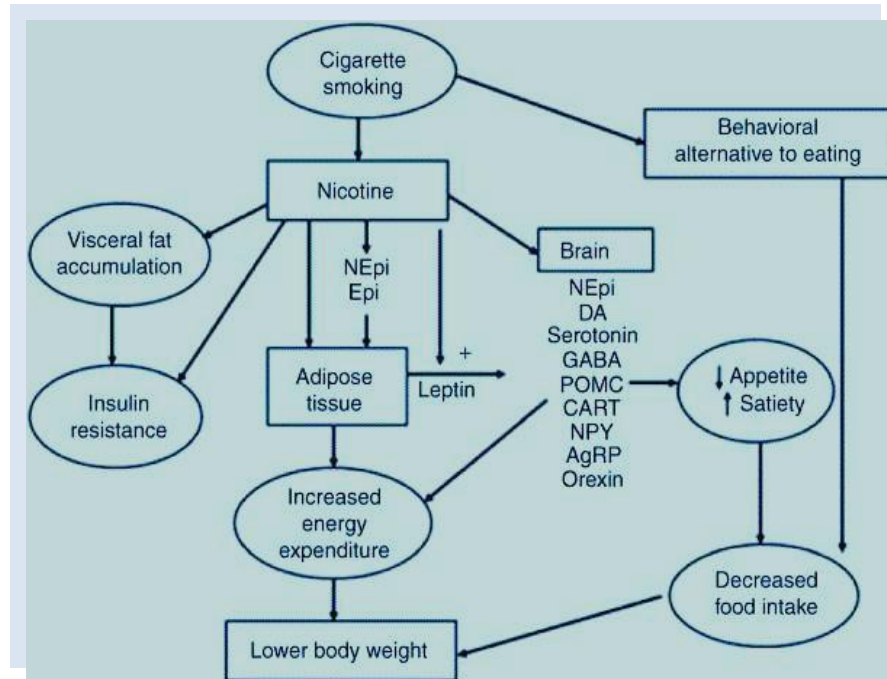 Cigarette
smoking
Behavioral
alternative to eating
Nicotine
Visceral fat
accumulation
NEpi
Epi
Brain
NEpi
DA
Serotonin
GABA
POMC
CART
NPY
AgRP
Orexin
+
Leptin
Adipose
tissue
↓ Appetite
↑ Satiety
Insulin
resistance
Increased
energy
expenditure
Decreased
food intake
Lower body weight